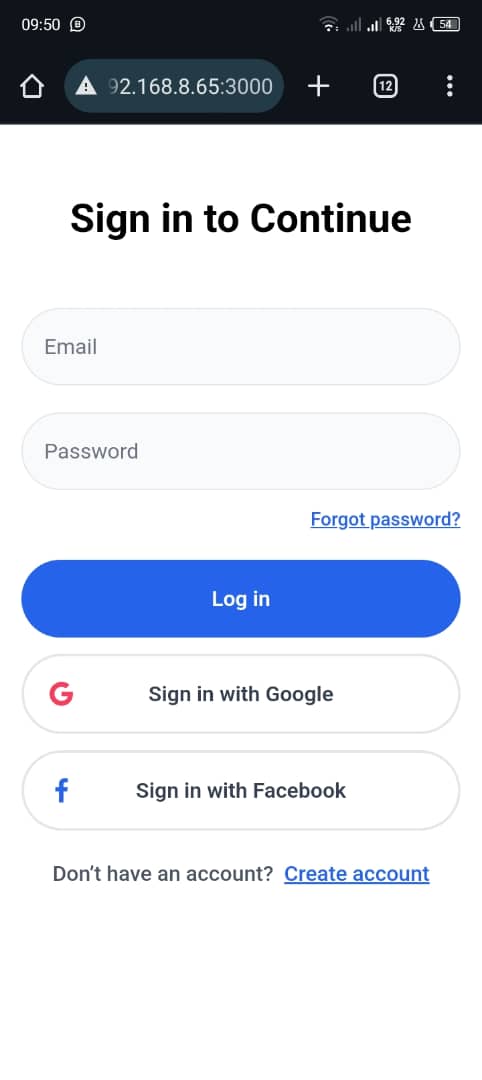 09:50
6.92
K/S
54
92.168.8.65:3000
12
Sign in to Continue
Email
Password
Forgot password?
Log in
G Sign in with Google
f Sign in with Facebook
Don't have an account? Create account